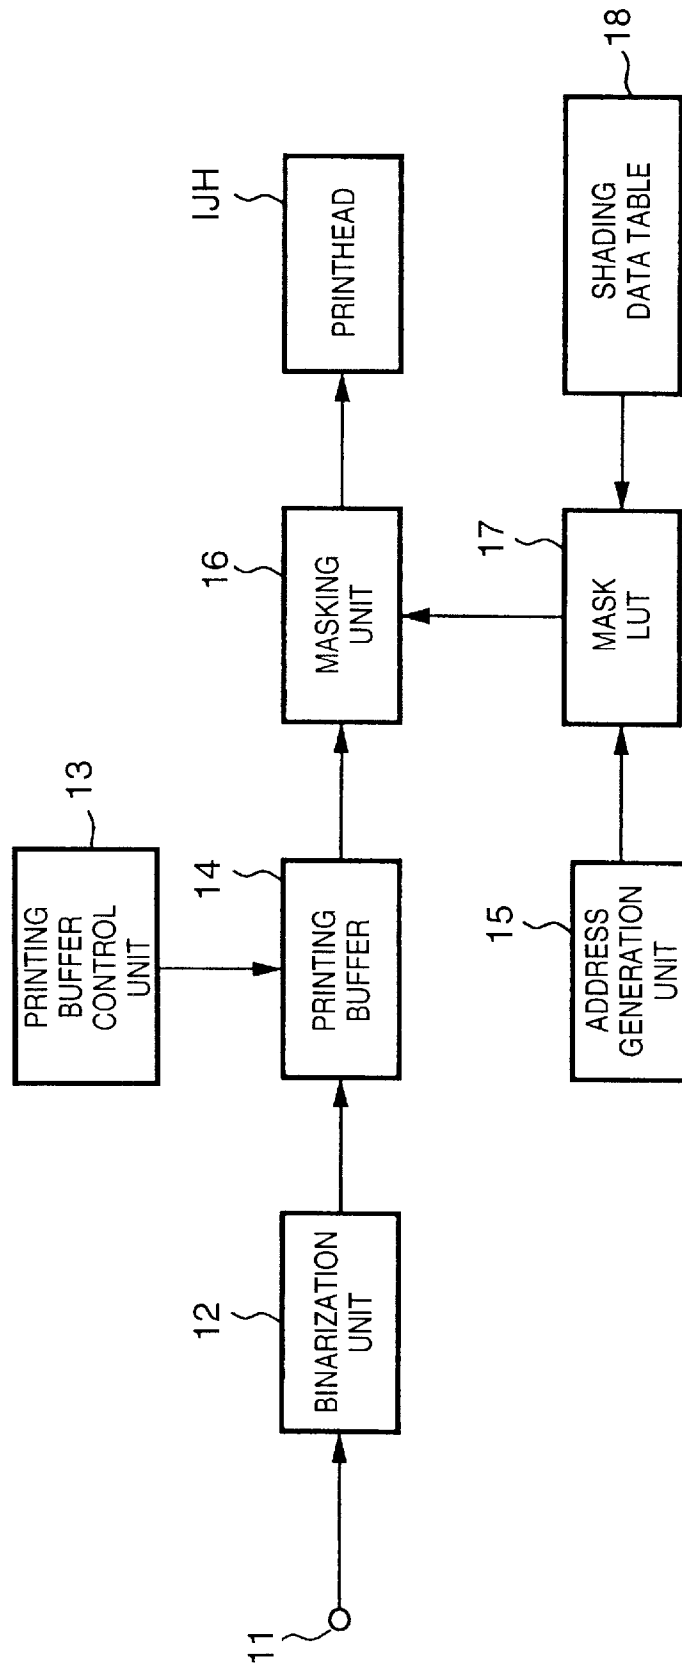 11
12
BINARIZATION
UNIT
13
PRINTING
BUFFER
CONTROL
UNIT
14
PRINTING
BUFFER
16
MASKING
UNIT
IJH
PRINTHEAD
15
ADDRESS
GENERATION
UNIT
17
MASK
LUT
18
SHADING
DATA TABLE